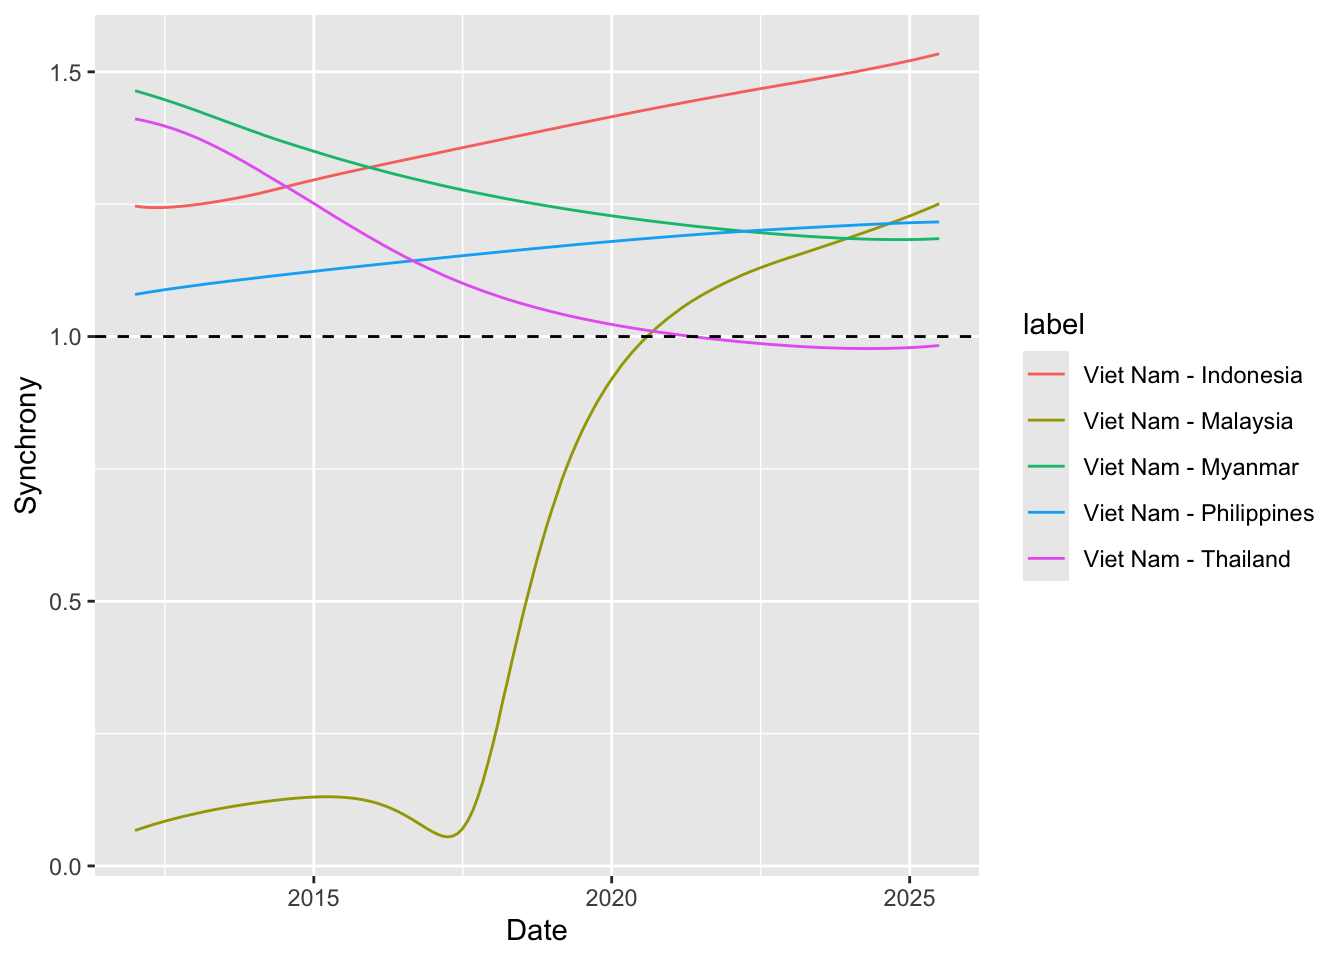 1.5
1.0
0.5
0.0
Synchrony
2015
2020
2025
Date
label
Viet Nam - Indonesia
Viet Nam - Malaysia
Viet Nam - Myanmar
Viet Nam - Philippines
Viet Nam - Thailand